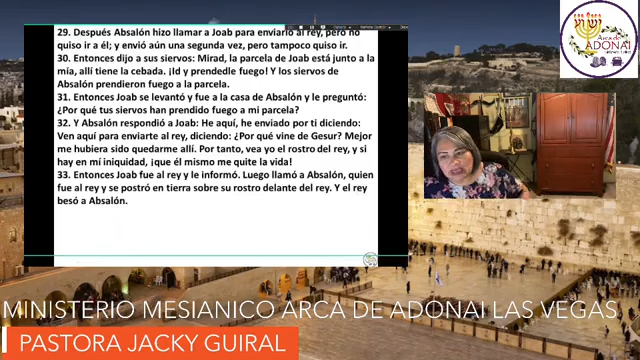 29. Después Absalón hizo llamar a Joab para enviarlo al rey, pero no
quiso ir a él; y envió aún una segunda vez, pero tampoco quiso ir.
30. Entonces dijo a sus siervos: Mirad, la parcela de Joab está junto a la
mía, allí tiene la cebada. ¡Id y prendedle fuego! Y los siervos de
Absalón prendieron fuego a la parcela.
31. Entonces Joab se levantó y fue a la casa de Absalón y le preguntó:
¿Por qué tus siervos han prendido fuego a mi parcela?
32. Y Absalón respondió a Joab: He aquí, he enviado por ti diciendo:
Ven aquí para enviarte al rey, diciendo: ¿Por qué vine de Gesur? Mejor
me hubiera sido quedarme allí. Por tanto, vea yo el rostro del rey, y si
hay en mí iniquidad, ¡que él mismo me quite la vida!
33. Entonces Joab fue al rey y le informó. Luego llamó a Absalón, quien
fue al rey y se postró en tierra sobre su rostro delante del rey. Y el rey
besó a Absalón.
Arca de
ADONAI
MINISTERIO MESIANICO ARCA DE ADONAI LAS VEGAS
PASTORA JACKY GUIRAL